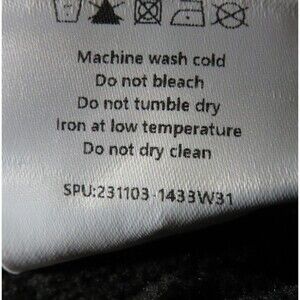 Machine wash cold
Do not bleach
Do not tumble dry
Iron at low temperature
Do not dry clean
SPU:231103-1433W31